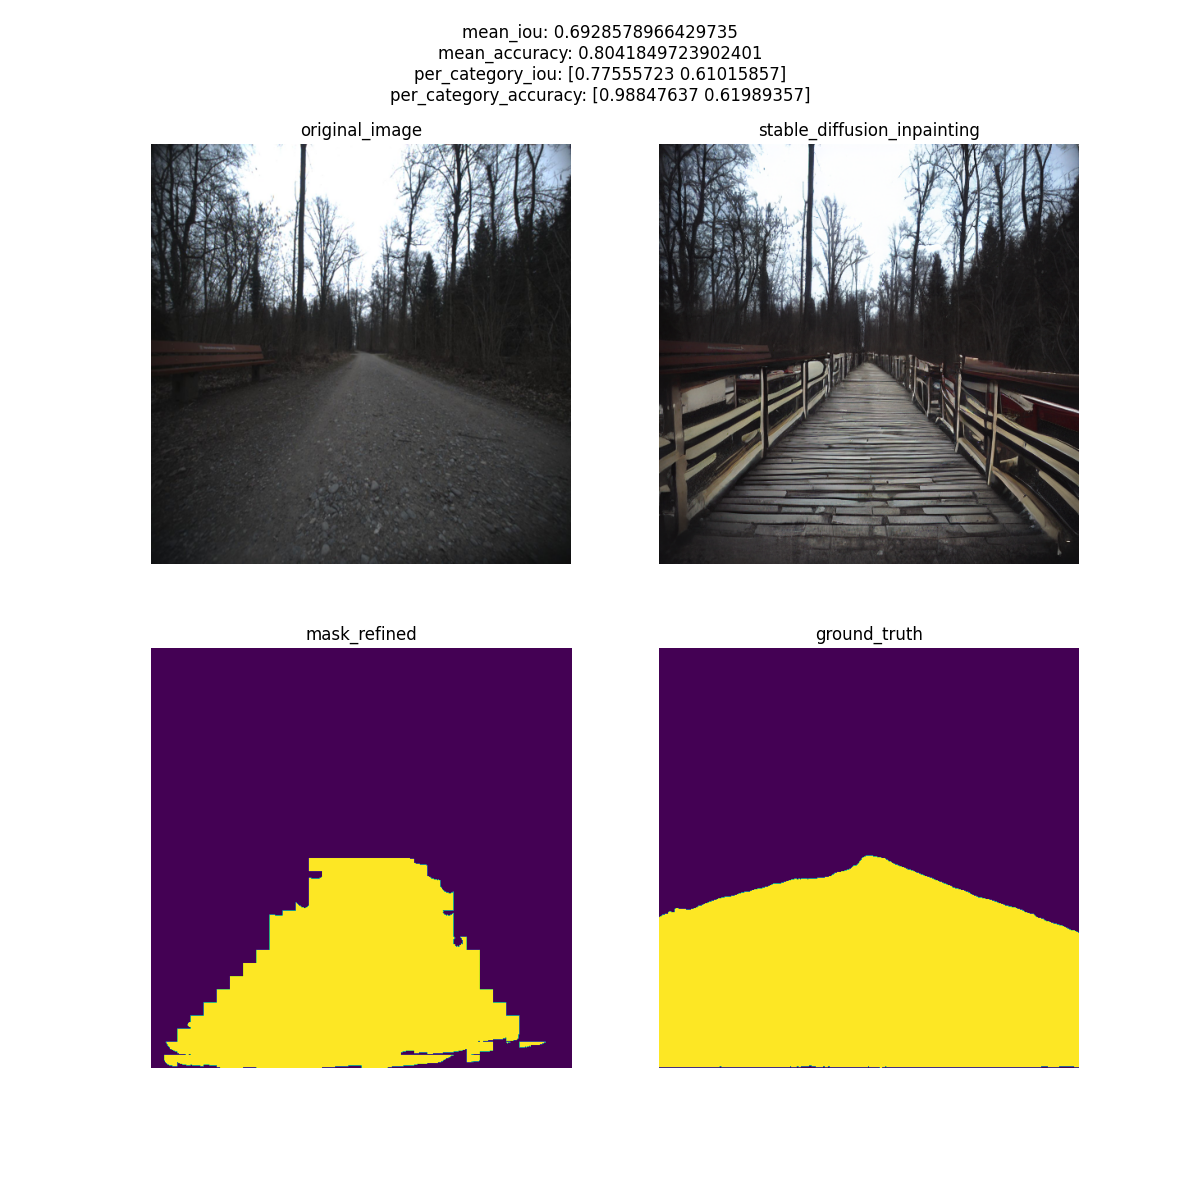 mean_iou: 0.6928578966429735
mean_accuracy: 0.8041849723902401
per_category_iou: [0.77555723 0.61015857]
per_category_accuracy: [0.98847637 0.61989357]
original_image
stable_diffusion_inpainting
mask_refined
ground_truth